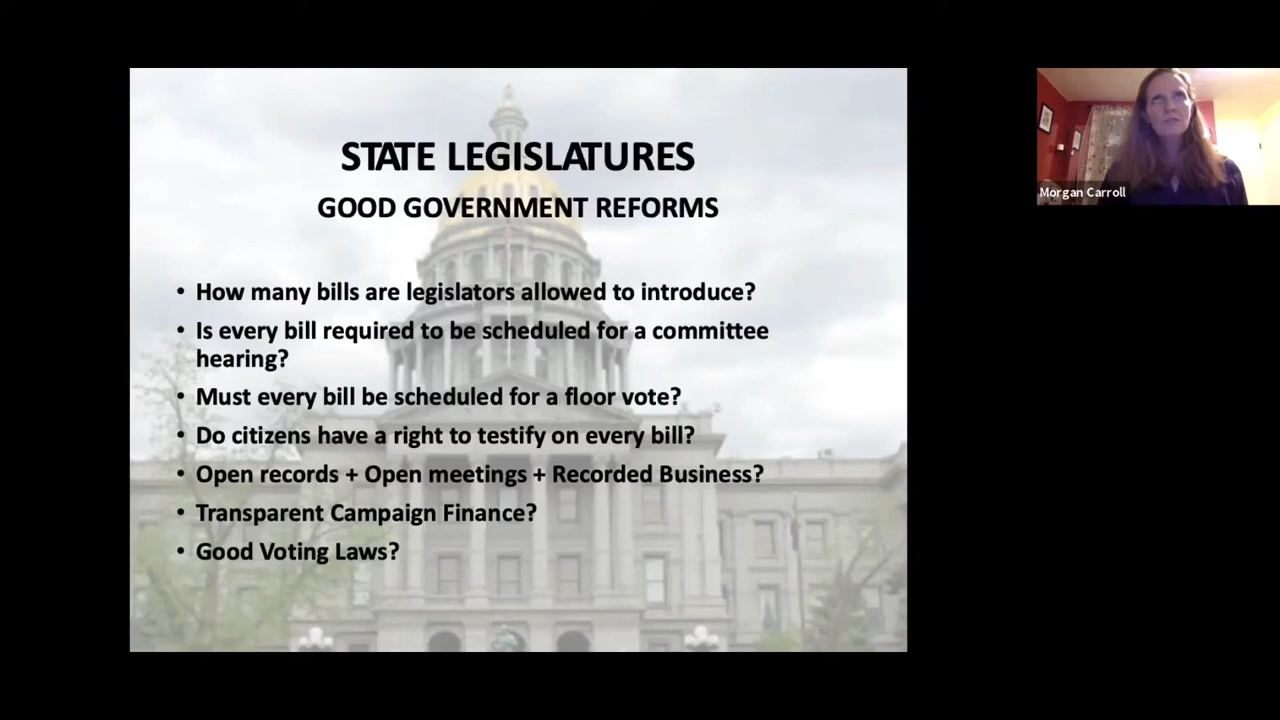 STATE LEGISLATURES
GOOD GOVERNMENT REFORMS
• How many bills are legislators allowed to introduce?
• Is every bill required to be scheduled for a committee
hearing?
• Must every bill be scheduled for a floor vote?
• Do citizens have a right to testify on every bill?
• Open records + Open meetings + Recorded Business?
• Transparent Campaign Finance?
• Good Voting Laws?
Morgan Carroll